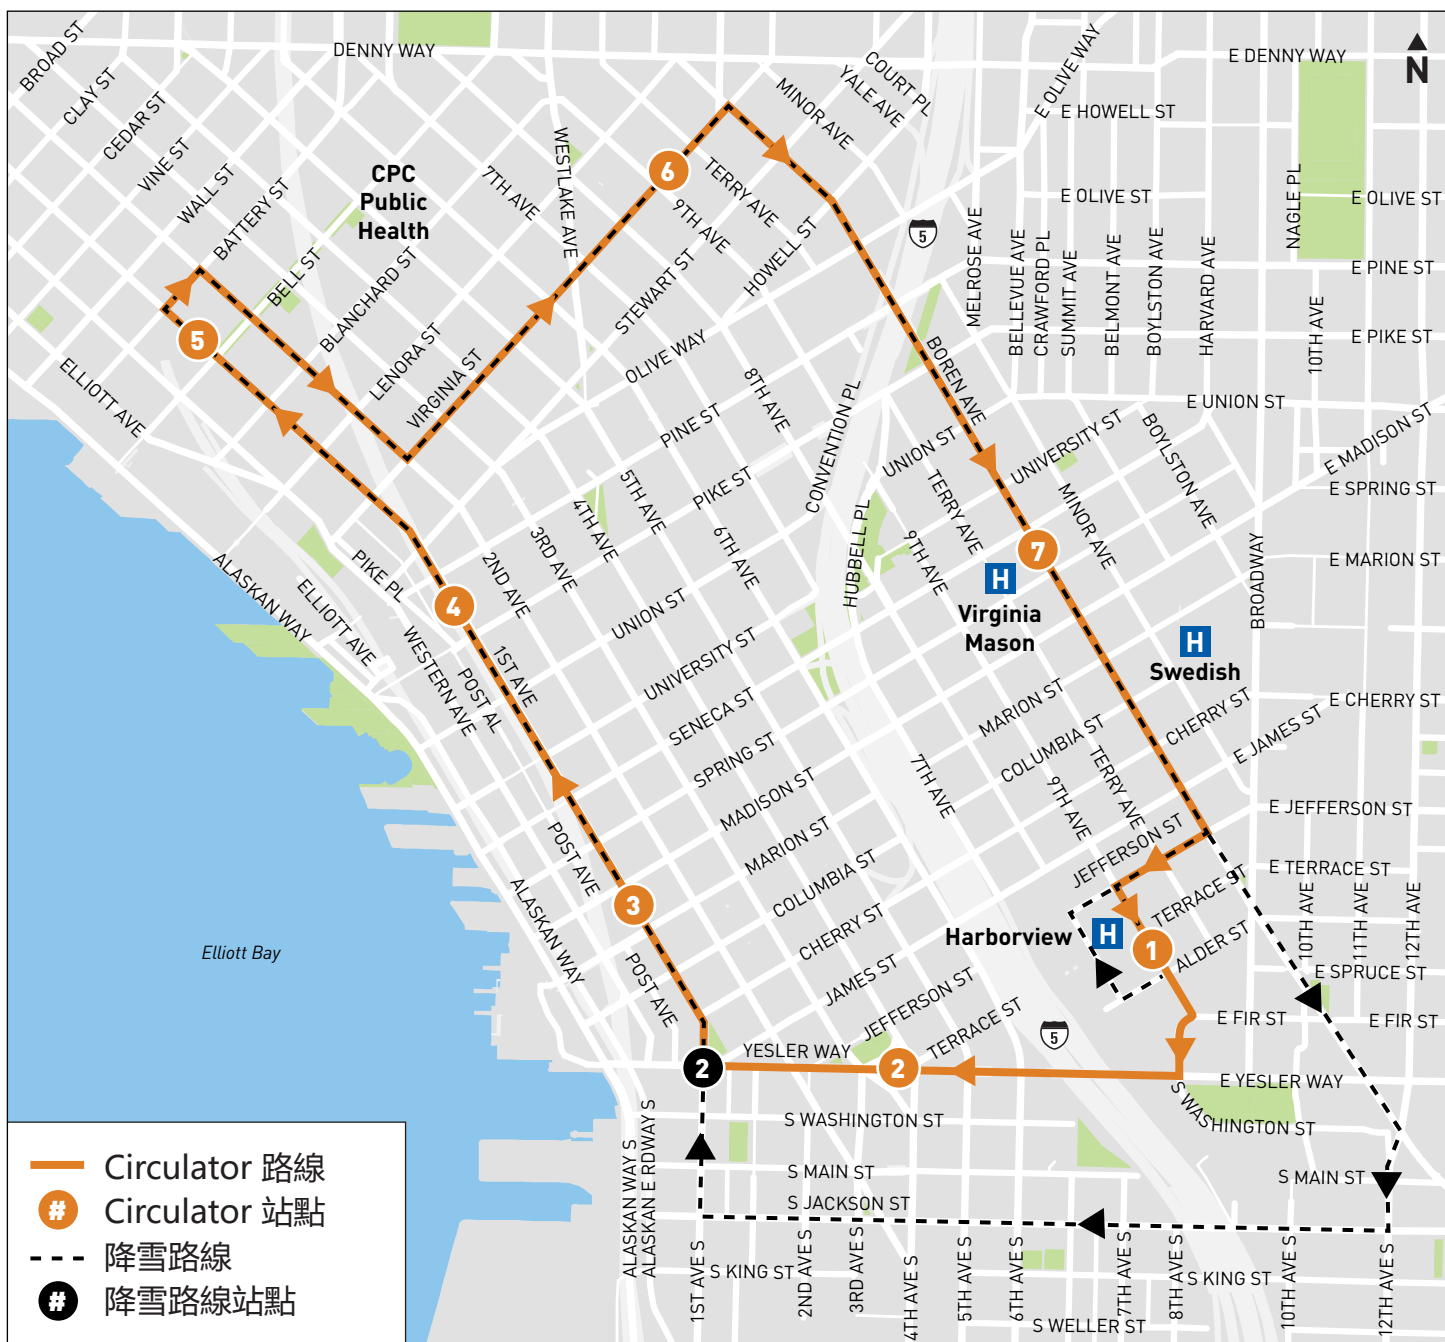 BROAD ST
DENNY WAY
COURT PL
E OLIVE WAY
E DENNY WAY
N
CLAY ST
CEDAR ST
VINE ST
WALL ST
BATTERY ST
MINOR AVE
YALE AVE
E HOWELL ST
WESTLAKE AVE
7TH AVE
CPC
Public
Health
6
TERRY AVE
9TH AVE
HOWELL ST
E OLIVE ST
NAGLE PL
E OLIVE ST
5
MELROSE AVE
BELLEVUE AVE
CRAWFORD PL
SUMMIT AVE
BELMONT AVE
BOYLSTON AVE
HARVARD AVE
E PINE ST
BELL ST
BLANCHARD ST
LENORA ST
VIRGINIA ST
STEWART ST
OLIVE WAY
10TH AVE
E PIKE ST
5
ELLIOTT AVE
8TH AVE
PINE ST
BOREN AVE
CONVENTION PL
UNION ST
UNIVERSITY ST
E UNION ST
BOYLSTON AVE
E MADISON ST
E SPRING ST
PIKE ST
5TH AVE
4TH AVE
3RD AVE
2ND AVE
6TH AVE
HUBBELL PL
9TH AVE
TERRY AVE
MINOR AVE
7
E MARION ST
BROADWAY
ALASKAN WAY
ELLIOTT AVE
PIKE PL
4
WESTERN AVE
POST AL
1ST AVE
UNION ST
UNIVERSITY ST
H
Virginia
Mason
H
Swedish
SENECA ST
SPRING ST
MADISON ST
MARION ST
COLUMBIA ST
CHERRY ST
JAMES ST
JEFFERSON ST
TERRACE ST
MARION ST
COLUMBIA ST
CHERRY ST
E JAMES ST
E CHERRY ST
7TH AVE
9TH AVE
TERRY AVE
E JEFFERSON ST
JEFFERSON ST
E TERRACE ST
TERRACE ST
POST AVE
ALASKAN WAY
3
POST AVE
Harborview
H
1
ALDER ST
10TH AVE
11TH AVE
12TH AVE
E SPRUCE ST
E FIR ST
E FIR ST
Elliott Bay
5
YESLER WAY
2
2
E YESLER WAY
S WASHINGTON ST
S WASHINGTON ST
S MAIN ST
S MAIN ST
S JACKSON ST
ALASKAN WAY S
ALASKAN E RDWAY S
S KING ST
S KING ST
1ST AVE S
2ND AVE S
3RD AVE S
4TH AVE S
5TH AVE S
6TH AVE S
7TH AVE S
8TH AVE S
10TH AVE S
12TH AVE S
S WELLER ST
Circulator 路線
# Circulator 站點
降雪路線
# 降雪路線站點